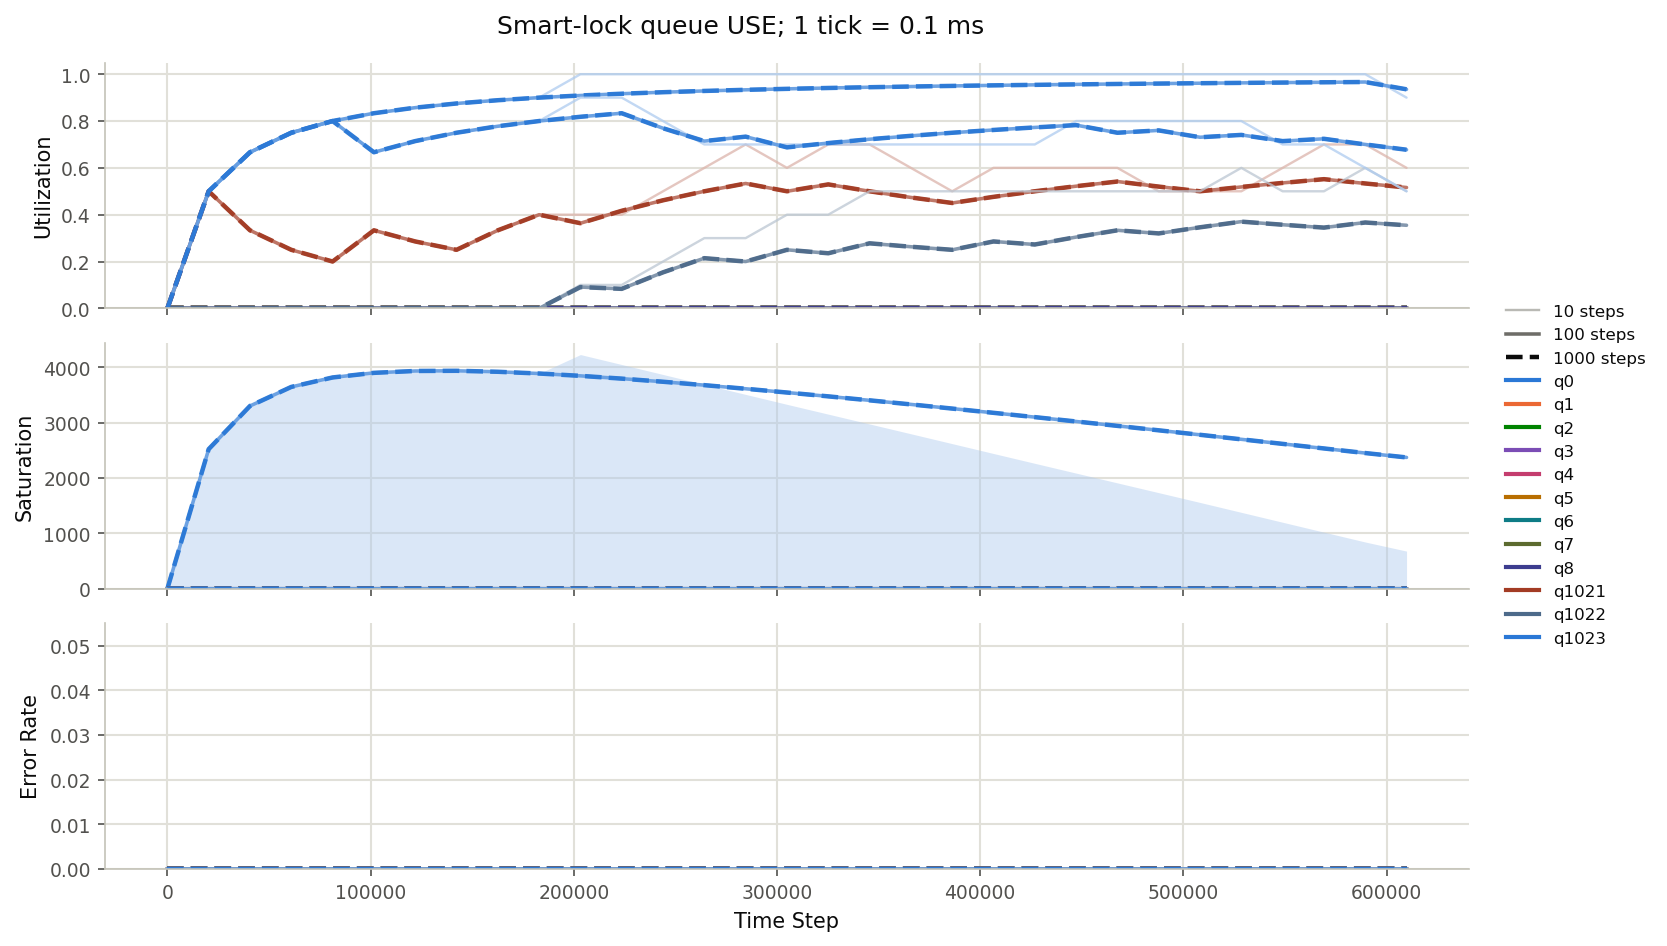 Smart-lock queue USE; 1 tick = 0.1 ms
Utilization
1.0
0.8
0.6
0.4
0.2
0.0
Saturation
4000
3000
2000
1000
0
Error Rate
0.05
0.04
0.03
0.02
0.01
0.00
0
100000
200000
300000
400000
500000
600000
Time Step
10 steps
100 steps
1000 steps
q0
q1
q2
q3
q4
q5
q6
q7
q8
q1021
q1022
q1023